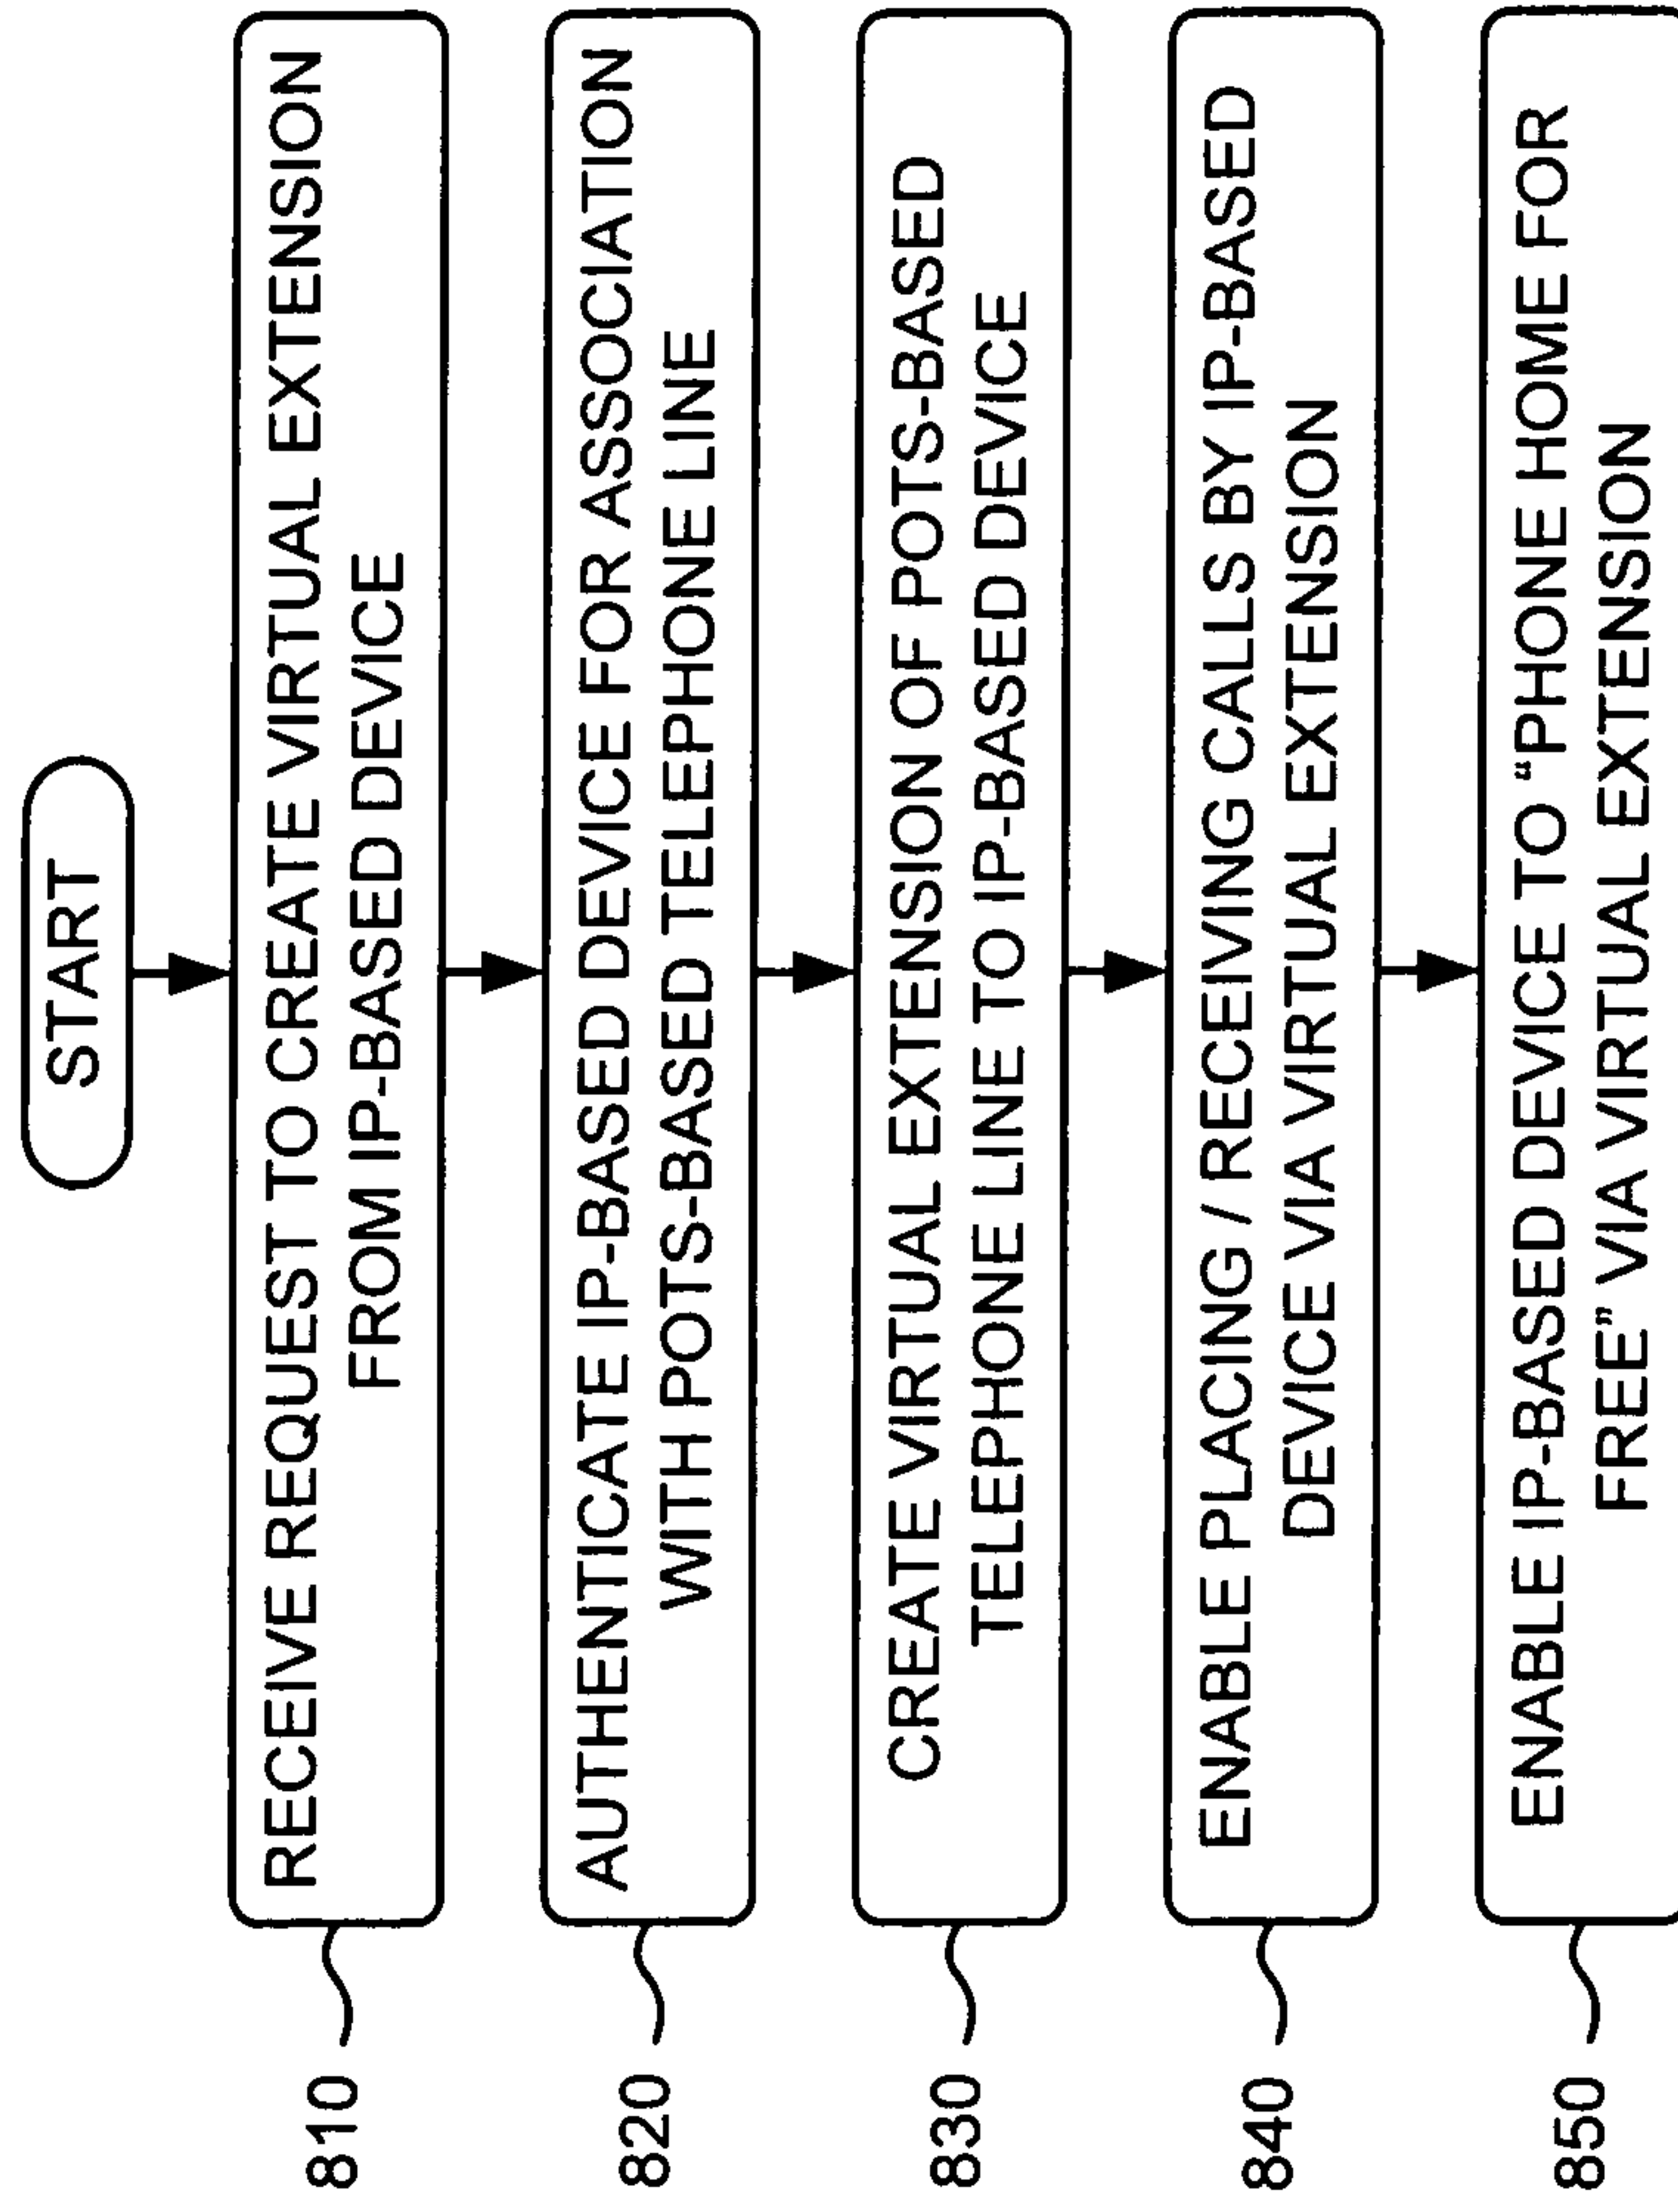 START
810
RECEIVE REQUEST TO CREATE VIRTUAL EXTENSION
FROM IP-BASED DEVICE
820
AUTHENTICATE IP-BASED DEVICE FOR ASSOCIATION
WITH POTS-BASED TELEPHONE LINE
830
CREATE VIRTUAL EXTENSION OF POTS-BASED
TELEPHONE LINE TO IP-BASED DEVICE
840
ENABLE PLACING / RECEIVING CALLS BY IP-BASED
DEVICE VIA VIRTUAL EXTENSION
850
ENABLE IP-BASED DEVICE TO “PHONE HOME FOR
FREE” VIA VIRTUAL EXTENSION